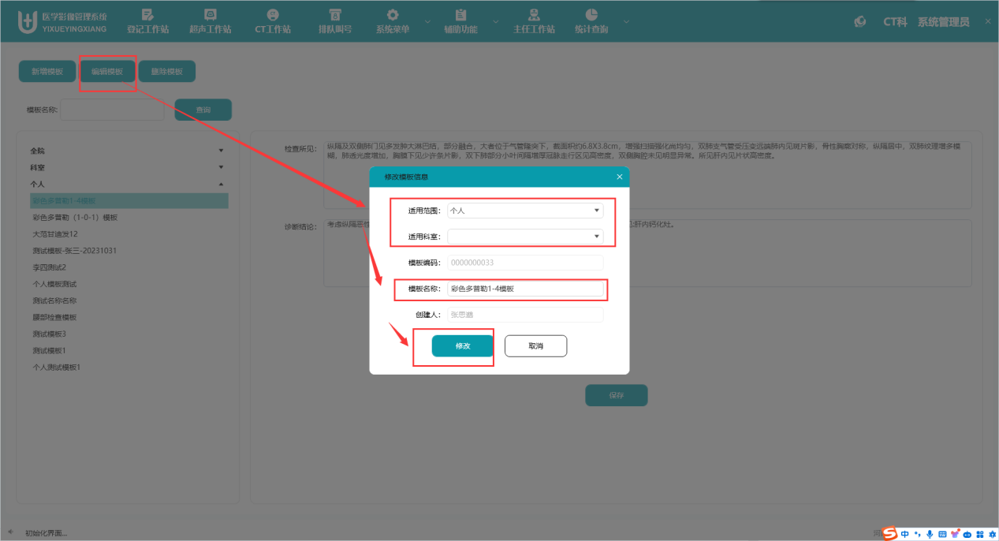 医学影像管理系统
YIXUEYINGXIANG
登记工作站
超声工作站
CT工作站
排队叫号
系统菜单
辅助功能
主任工作站
统计查询
CT科
系统管理员
新增模板
编辑模板
删除模板
模板名称:
查询
全院
科室
个人
彩色多普勒1-4模板
彩色多普勒（1-0-1）模板
大范甘迪发12
测试模板-张三-20231031
李四测试2
个人模板测试
测试名称名称
腰部检查模板
测试模板3
测试模板1
个人测试模板1
检查所见:
纵隔及双侧肺门见多发肿大淋巴结，部分融合，大者位于气管隆突下，截面积约6.8X3.8cm，增强扫描强化尚均匀，双肺支气管受压变远端肺内见斑片影，骨性胸廓对称，纵隔居中，双肺纹理增多模
糊，肺透光度增加，胸膜下见少许条片影，双下肺部分小叶间隔增厚冠脉走行区见高密度，双侧胸腔未见明显异常。所见肝内见片状高密度。
诊断结论:
考虑纵隔恶性
肝内钙化灶。
修改模板信息
适用范围:
个人
适用科室:
模板编码:
0000000033
模板名称:
彩色多普勒1-4模板
创建人:
修改
取消
保存
初始化界面...
中